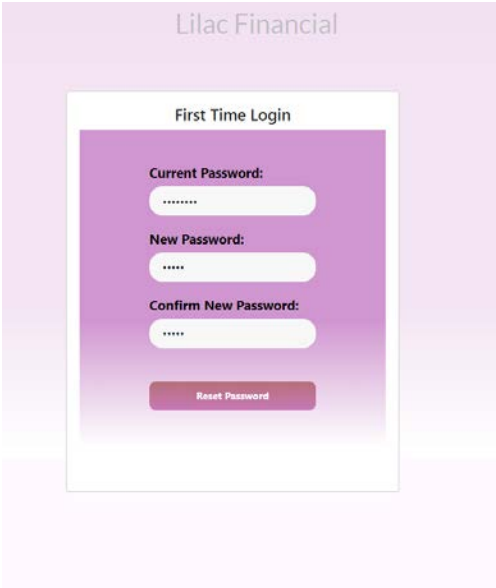 Lilac Financial
First Time Login
Current Password:
••••••••
New Password:
•••••
Confirm New Password:
•••••
Reset Password